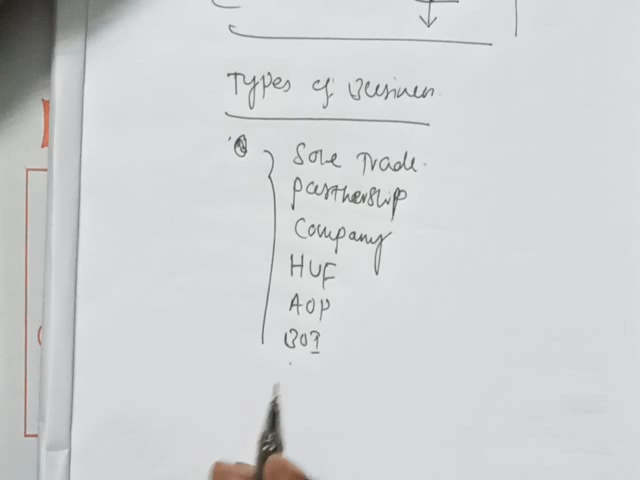 Types of Business.
Sole Trade.
Partnership
Company
HUF
AOP
BOI